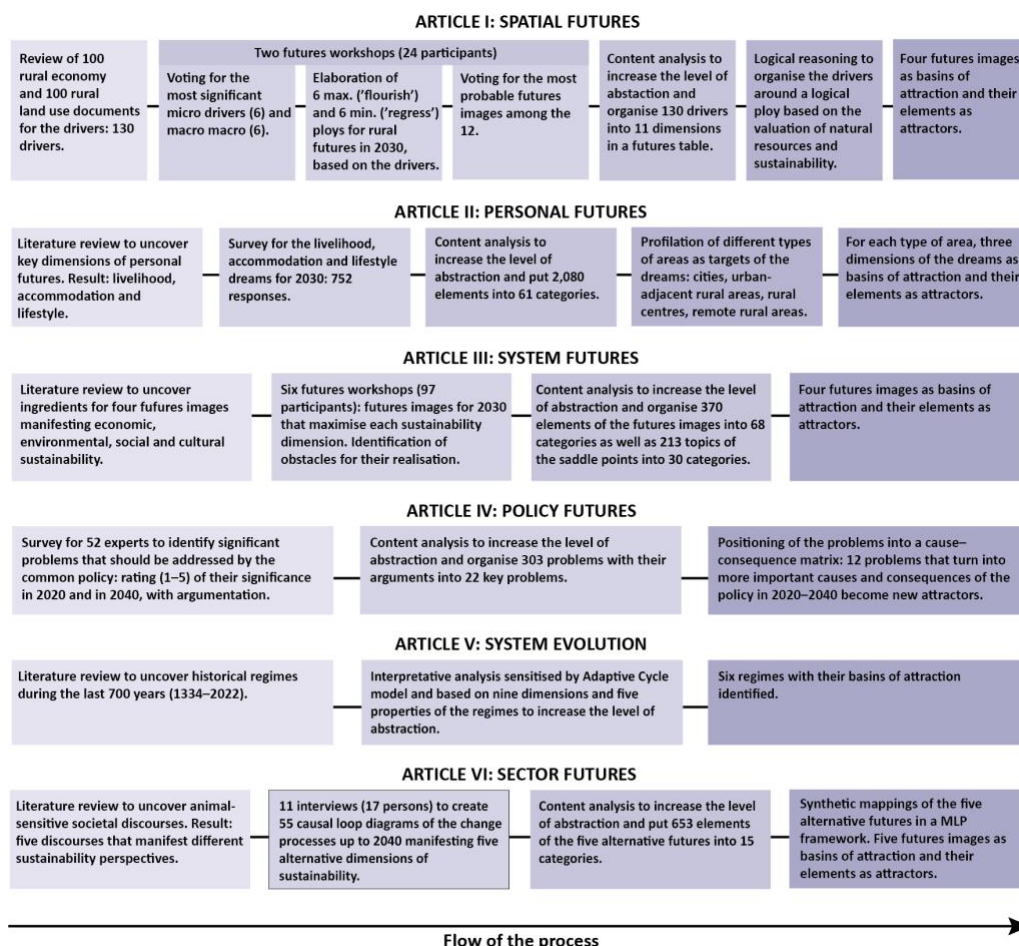 ARTICLE I: SPATIAL FUTURES
Review of 100
rural economy
and 100 rural
land use documents
for the drivers: 130
drivers.
Two futures workshops (24 participants)
Voting for the
most significant
micro drivers (6) and
macro macro (6).
Elaboration of
6 max. ('flourish')
and 6 min. ('regress')
ploys for rural
futures in 2030,
based on the drivers.
Voting for the most
probable futures
images among the
12.
Content analysis to
increase the level of
abstaction and
organise 130 drivers
into 11 dimensions
in a futures table.
Logical reasoning to
organise the drivers
around a logical
ploy based on the
valuation of natural
resources and
sustainability.
Four futures images
as basins of
attraction and their
elements as
attractors.
ARTICLE II: PERSONAL FUTURES
Literature review to uncover
key dimensions of personal
futures. Result: livelihood,
accommodation and
lifestyle.
Survey for the livelihood,
accommodation and lifestyle
dreams for 2030: 752
responses.
Content analysis to
increase the level of
abstraction and put 2,080
elements into 61 categories.
Profilation of different types
of areas as targets of the
dreams: cities, urban-
adjacent rural areas, rural
centres, remote rural areas.
For each type of area, three
dimensions of the dreams as
basins of attraction and their
elements as attractors.
ARTICLE III: SYSTEM FUTURES
Literature review to uncover
ingredients for four futures images
manifesting economic,
environmental, social and cultural
sustainability.
Six futures workshops (97
participants): futures images for 2030
that maximise each sustainability
dimension. Identification of
obstacles for their realisation.
Content analysis to increase the level
of abstraction and organise 370
elements of the futures images into 68
categories as well as 213 topics of
the saddle points into 30 categories.
Four futures images as basins of
attraction and their elements as
attractors.
ARTICLE IV: POLICY FUTURES
Survey for 52 experts to identify significant
problems that should be addressed by the
common policy: rating (1–5) of their significance
in 2020 and in 2040, with argumentation.
Content analysis to increase the level of
abstraction and organise 303 problems with their
arguments into 22 key problems.
Positioning of the problems into a cause–
consequence matrix: 12 problems that turn into
more important causes and consequences of the
policy in 2020–2040 become new attractors.
ARTICLE V: SYSTEM EVOLUTION
Literature review to uncover historical regimes
during the last 700 years (1334–2022).
Interpretative analysis sensitised by Adaptive Cycle
model and based on nine dimensions and five
properties of the regimes to increase the level of
abstraction.
Six regimes with their basins of attraction
identified.
ARTICLE VI: SECTOR FUTURES
Literature review to uncover animal-
sensitive societal discourses. Result:
five discourses that manifest different
sustainability perspectives.
11 interviews (17 persons) to create
55 causal loop diagrams of the change
processes up to 2040 manifesting five
alternative dimensions of
sustainability.
Content analysis to increase the level
of abstraction and put 653 elements
of the five alternative futures into 15
categories.
Synthetic mappings of the five
alternative futures in a MLP
framework. Five futures images as
basins of attraction and their
elements as attractors.
Flow of the process